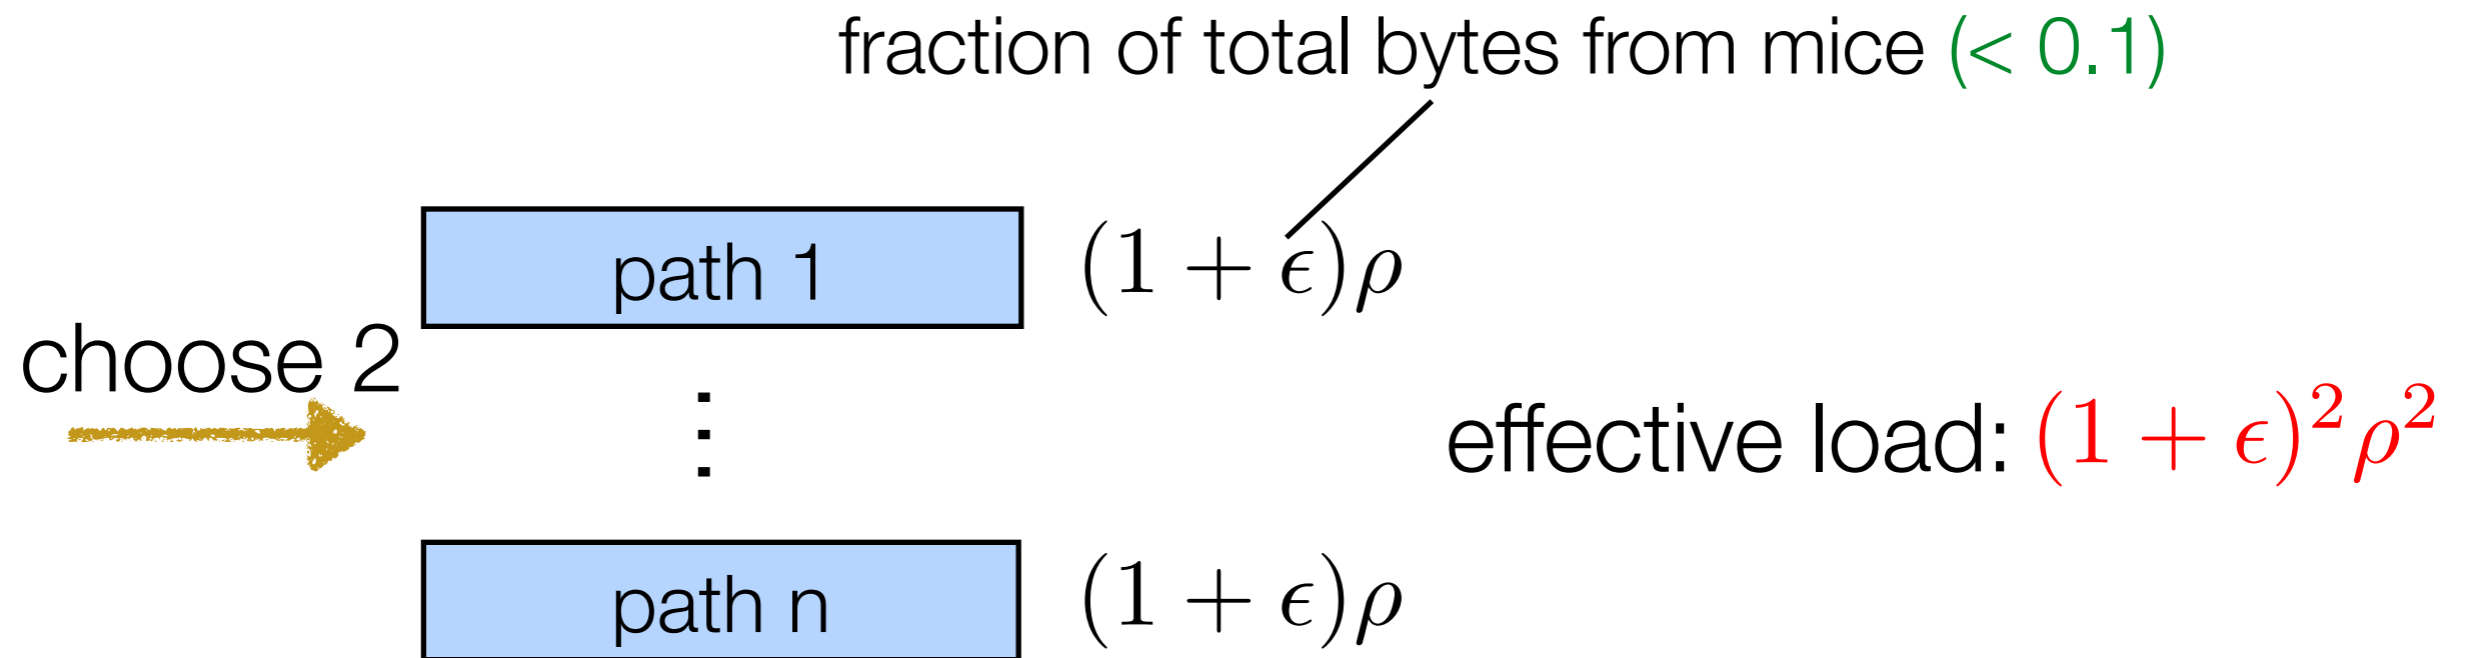 fraction of total bytes from mice (< 0.1)
path 1
(1 + ϵ)ρ
choose 2
⋮
effective load: (1 + ϵ)²ρ²
path n
(1 + ϵ)ρ